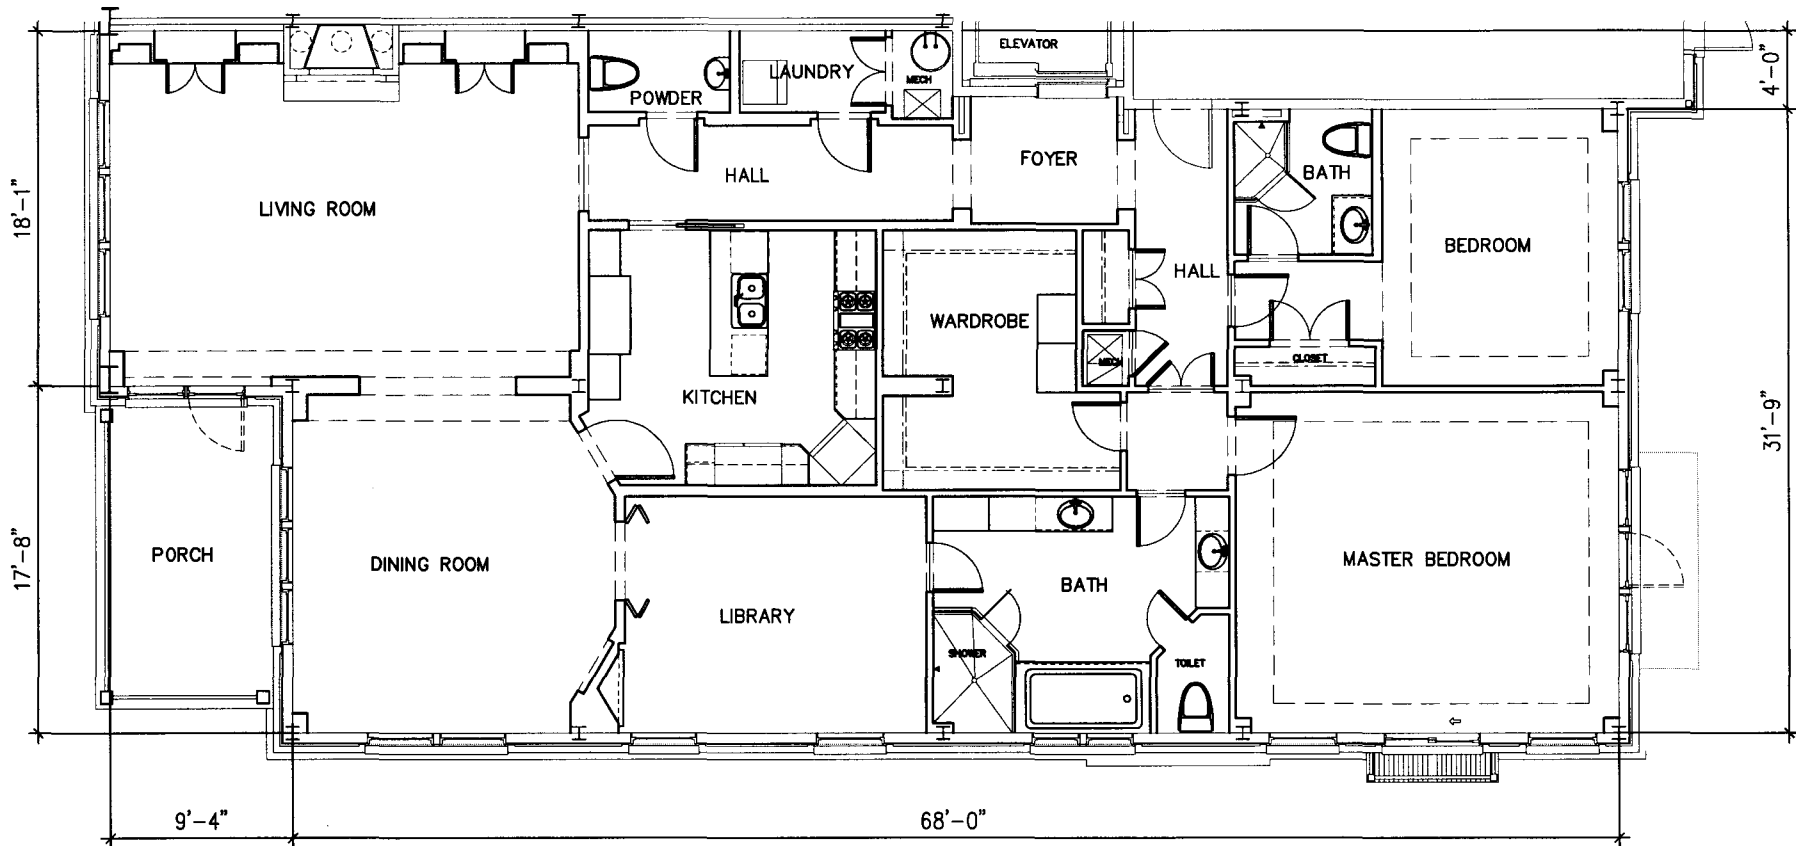 ELEVATOR
4'-0"
LAUNDRY
MECH
POWDER
FOYER
HALL
BATH
18'-1"
LIVING ROOM
BEDROOM
HALL
WARDROBE
MECH
CLOSET
KITCHEN
31'-9"
17'-8"
PORCH
DINING ROOM
MASTER BEDROOM
BATH
LIBRARY
SHOWER
TOILET
9'-4"
68'-0"